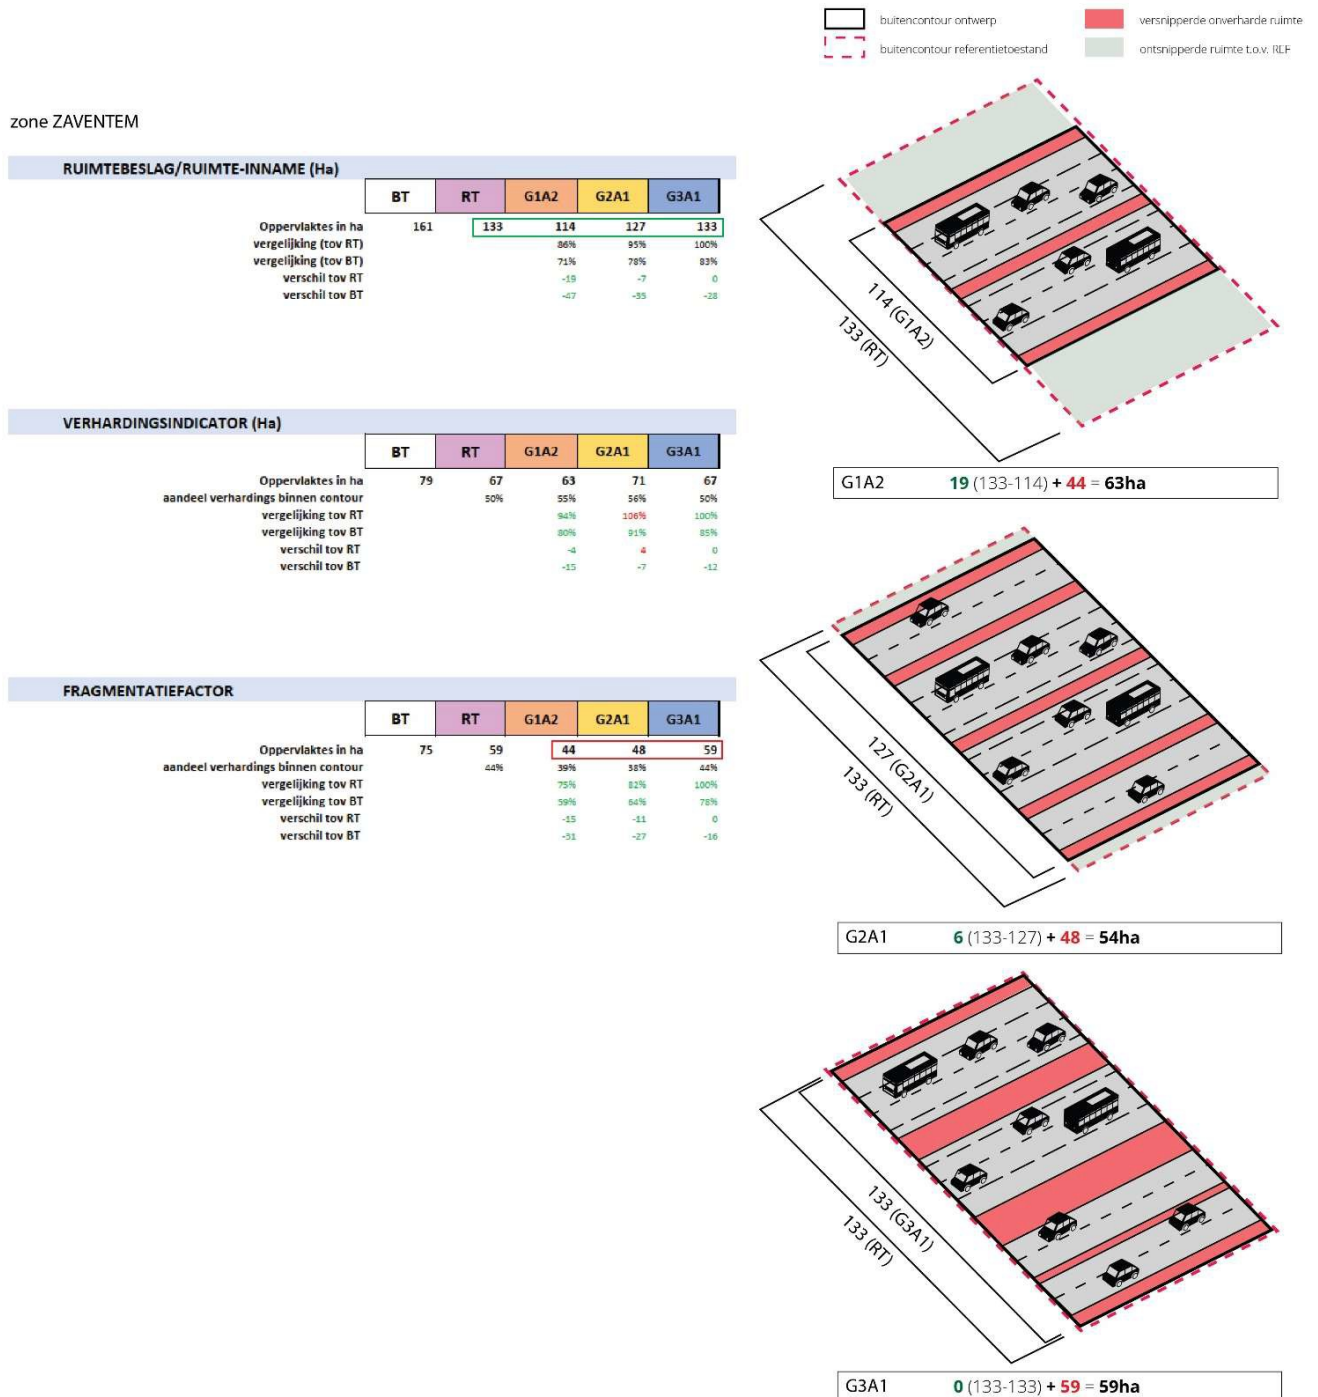 buitencontour ontwerp
versnipperde onverharde ruimte
buitencontour referentietoestand
ontsnipperde ruimte t.o.v. REF
zone ZAVENTEM
RUIMTEBESLAG/RUIMTE-INNAME (Ha)
BT RT G1A2 G2A1 G3A1
Oppervlaktes in ha 161 133 114 127 133
vergelijking (tov RT) 86% 95% 100%
vergelijking (tov BT) 71% 78% 83%
verschil tov RT -19 -7 0
verschil tov BT -47 -35 -28
114 (G1A2)
133 (RT)
G1A2 19 (133-114) + 44 = 63ha
VERHARDINGSINDICATOR (Ha)
BT RT G1A2 G2A1 G3A1
Oppervlaktes in ha 79 67 63 71 67
aandeel verhardings binnen contour 50% 55% 56% 50%
vergelijking tov RT 94% 106% 100%
vergelijking tov BT 80% 91% 85%
verschil tov RT -4 4 0
verschil tov BT -15 -7 -12
127 (G2A1)
133 (RT)
G2A1 6 (133-127) + 48 = 54ha
FRAGMENTATIEFACTOR
BT RT G1A2 G2A1 G3A1
Oppervlaktes in ha 75 59 44 48 59
aandeel verhardings binnen contour 44% 39% 38% 44%
vergelijking tov RT 75% 82% 100%
vergelijking tov BT 59% 64% 78%
verschil tov RT -15 -11 0
verschil tov BT -31 -27 -16
133 (G3A1)
133 (RT)
G3A1 0 (133-133) + 59 = 59ha